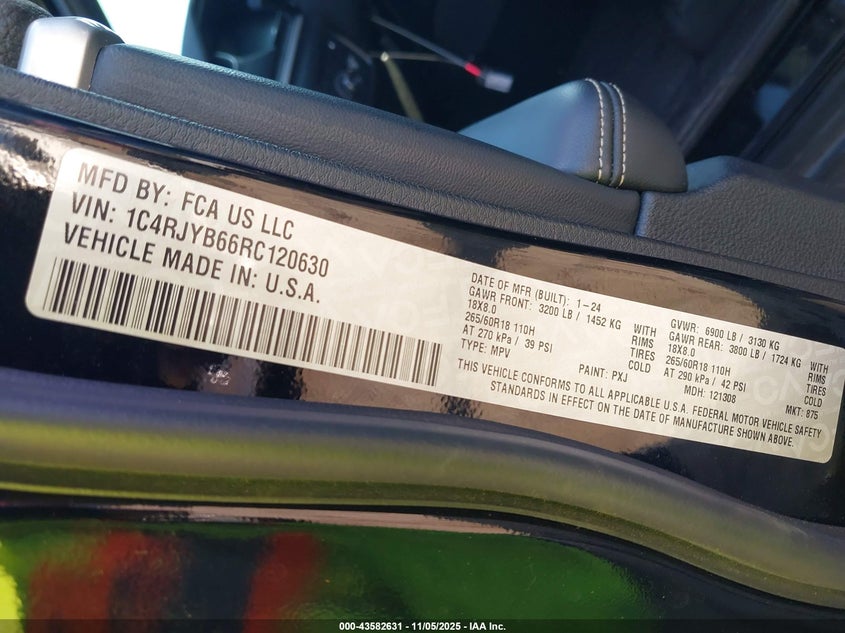 MFD BY: FCA US LLC
VIN: 1C4RJYB66RC120630
VEHICLE MADE IN: U.S.A.
DATE OF MFR (BUILT): 1-24
GAWR FRONT: 3200 LB / 1452 KG WITH
18X8.0 RIMS
265/60R18 110H TIRES
AT 270 kPa / 39 PSI COLD
TYPE: MPV PAINT: PXJ
GVWR: 6900 LB / 3130 KG
GAWR REAR: 3800 LB / 1724 KG WITH
18X8.0 RIMS
265/60R18 110H TIRES
AT 290 kPa / 42 PSI COLD
MDH: 121308 MKT: 875
THIS VEHICLE CONFORMS TO ALL APPLICABLE U.S.A. FEDERAL MOTOR VEHICLE SAFETY
STANDARDS IN EFFECT ON THE DATE OF MANUFACTURE SHOWN ABOVE.
000-43582631 - 11/05/2025 - IAA Inc.